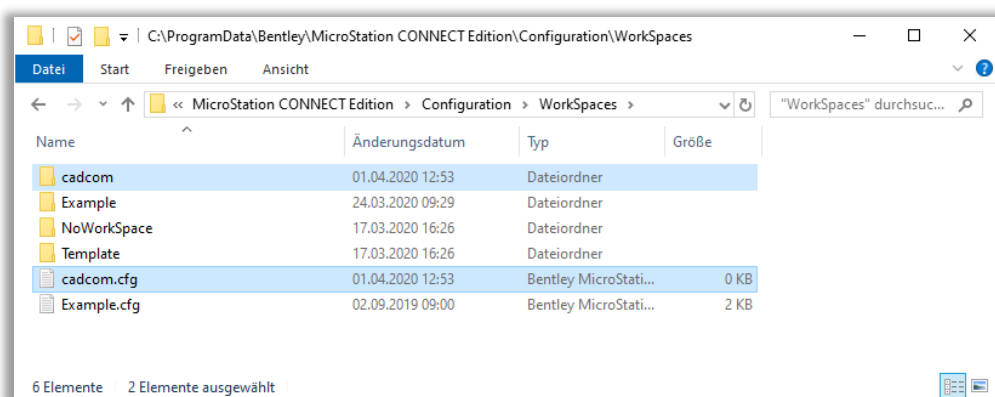 C:\ProgramData\Bentley\MicroStation CONNECT Edition\Configuration\WorkSpaces
Datei Start Freigeben Ansicht
« MicroStation CONNECT Edition › Configuration › WorkSpaces › "WorkSpaces" durchsuc...
Name Änderungsdatum Typ Größe
cadcom 01.04.2020 12:53 Dateiordner
Example 24.03.2020 09:29 Dateiordner
NoWorkSpace 17.03.2020 16:26 Dateiordner
Template 17.03.2020 16:26 Dateiordner
cadcom.cfg 01.04.2020 12:53 Bentley MicroStati... 0 KB
Example.cfg 02.09.2019 09:00 Bentley MicroStati... 2 KB
6 Elemente 2 Elemente ausgewählt